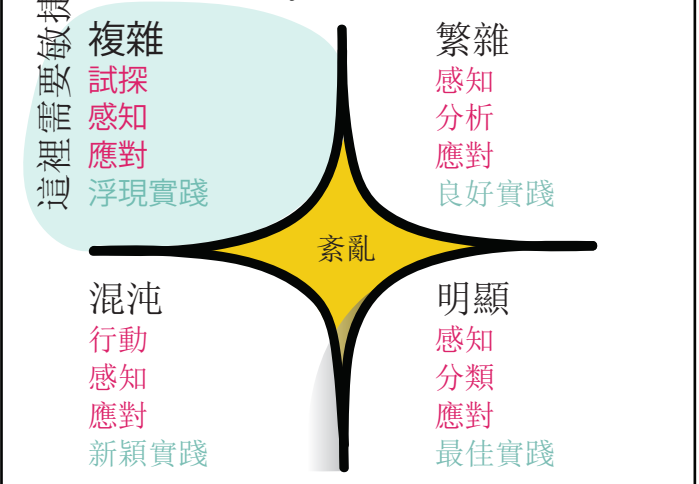 這裡需要敏捷
複雜
試探
感知
應對
浮現實踐
繁雜
感知
分析
應對
良好實踐
紊亂
混沌
行動
感知
應對
新穎實踐
明顯
感知
分類
應對
最佳實踐